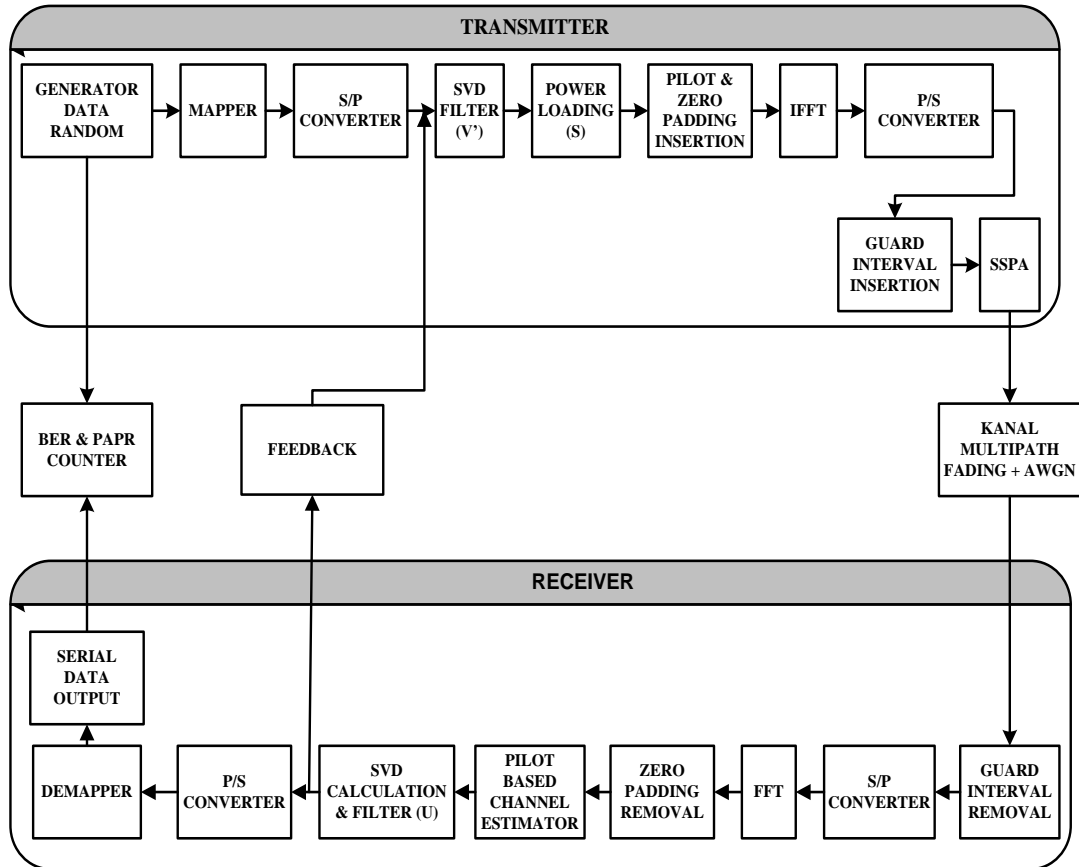 TRANSMITTER
GENERATOR
DATA
RANDOM
MAPPER
S/P
CONVERTER
SVD
FILTER
(V')
POWER
LOADING
(S)
PILOT &
ZERO
PADDING
INSERTION
IFFT
P/S
CONVERTER
GUARD
INTERVAL
INSERTION
SSPA
BER & PAPR
COUNTER
FEEDBACK
KANAL
MULTIPATH
FADING + AWGN
RECEIVER
SERIAL
DATA
OUTPUT
DEMAPPER
P/S
CONVERTER
SVD
CALCULATION
& FILTER (U)
PILOT
BASED
CHANNEL
ESTIMATOR
ZERO
PADDING
REMOVAL
FFT
S/P
CONVERTER
GUARD
INTERVAL
REMOVAL